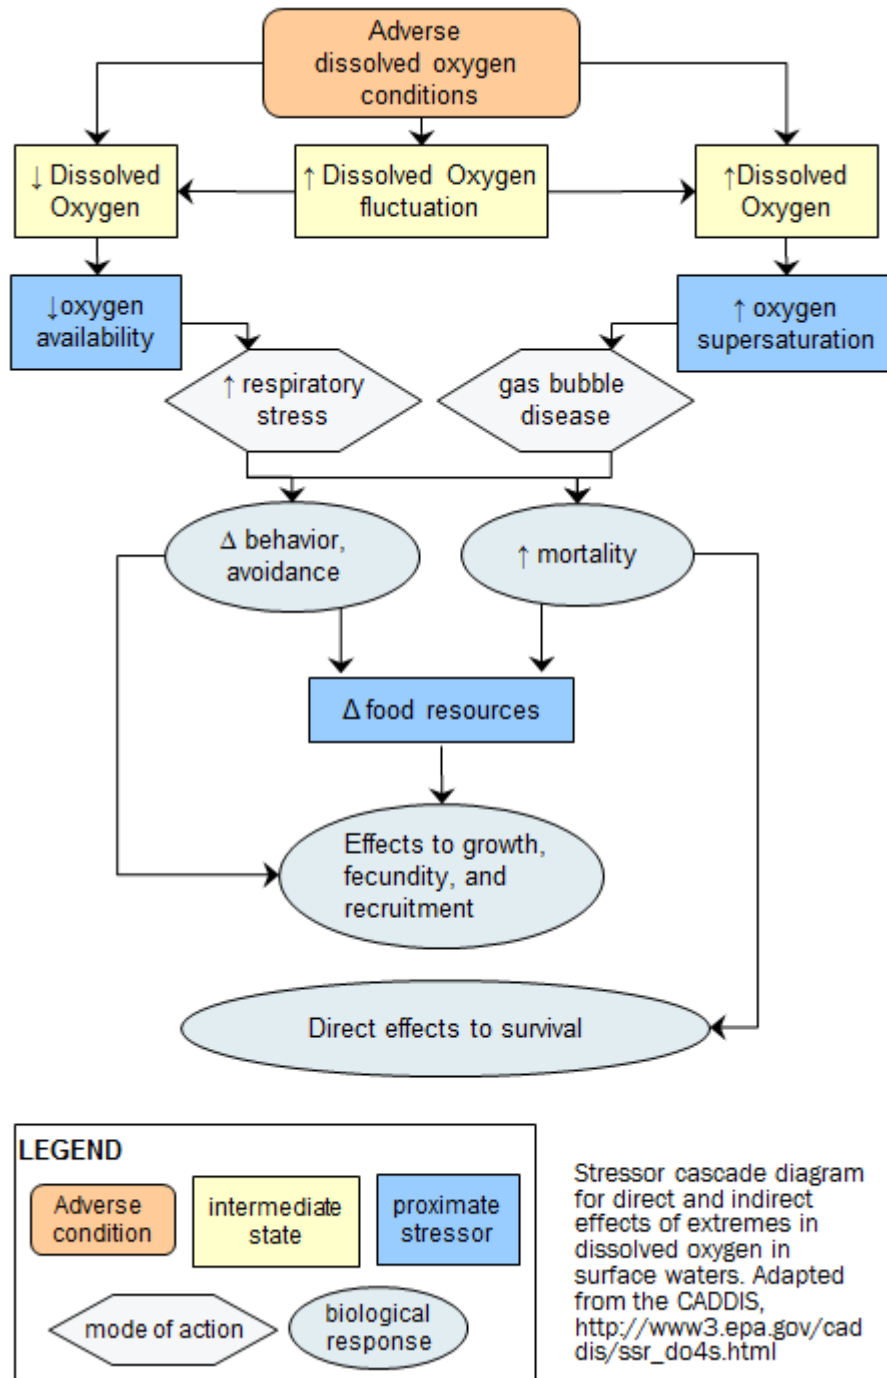 Adverse
dissolved oxygen
conditions
↓ Dissolved
Oxygen
↑ Dissolved Oxygen
fluctuation
↑Dissolved
Oxygen
↓oxygen
availability
↑ oxygen
supersaturation
↑ respiratory
stress
gas bubble
disease
Δ behavior,
avoidance
↑ mortality
Δ food resources
Effects to growth,
fecundity, and
recruitment
Direct effects to survival
LEGEND
Adverse
condition
intermediate
state
proximate
stressor
mode of action
biological
response
Stressor cascade diagram
for direct and indirect
effects of extremes in
dissolved oxygen in
surface waters. Adapted
from the CADDIS,
http://www3.epa.gov/cad
dis/ssr_do4s.html